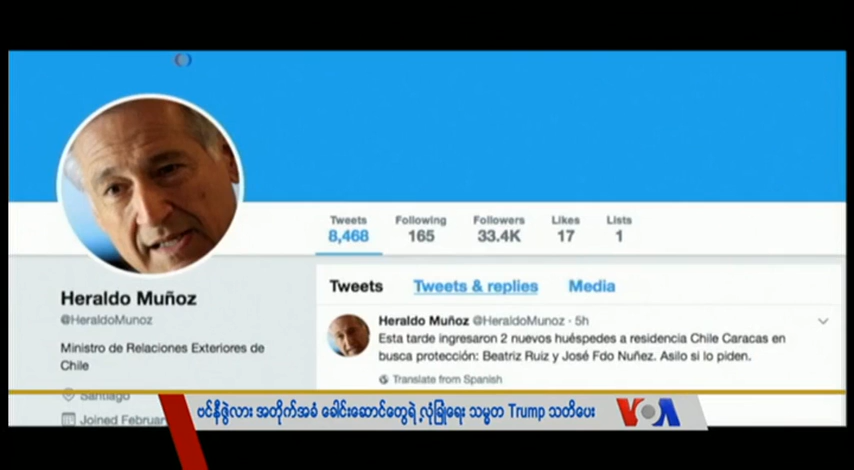 Tweets Following Followers Likes Lists
8,468 165 33.4K 17 1
Tweets Tweets & replies Media
Heraldo Muñoz
@HeraldoMunoz
Ministro de Relaciones Exteriores de
Chile
Santiago
Joined February
Heraldo Muñoz @HeraldoMunoz · 5h
Esta tarde ingresaron 2 nuevos huéspedes a residencia Chile Caracas en
busca protección: Beatriz Ruiz y José Fdo Nuñez. Asilo si lo piden.
Translate from Spanish
ဗင်နီဇွဲလား အတိုက်အခံ ခေါင်းဆောင်တွေရဲ့ လုံခြုံရေး သမ္မတ Trump သတိပေး
VOA